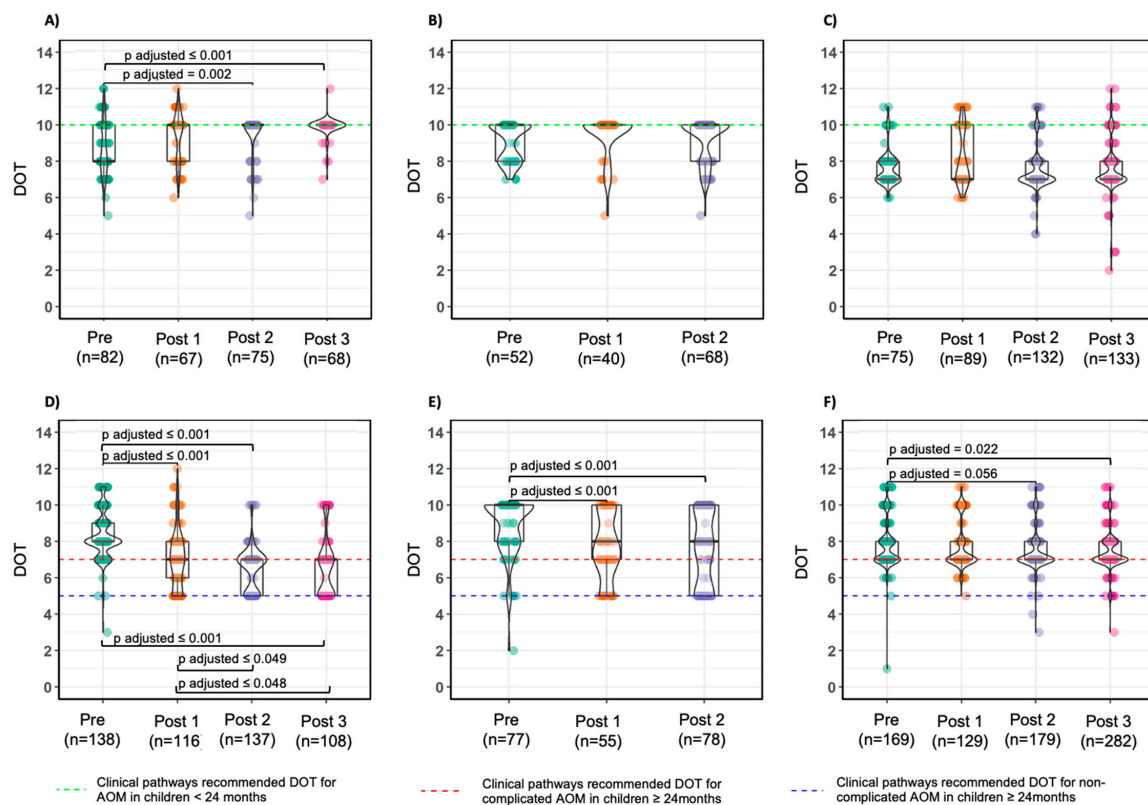 A)
B)
C)
14
12
10
8
6
4
2
0
DOT
p adjusted ≤ 0.001
p adjusted = 0.002
Pre
(n=82)
Post 1
(n=67)
Post 2
(n=75)
Post 3
(n=68)
14
12
10
8
6
4
2
0
DOT
Pre
(n=52)
Post 1
(n=40)
Post 2
(n=68)
14
12
10
8
6
4
2
0
DOT
Pre
(n=75)
Post 1
(n=89)
Post 2
(n=132)
Post 3
(n=133)
D)
E)
F)
14
12
10
8
6
4
2
0
DOT
p adjusted ≤ 0.001
p adjusted ≤ 0.001
p adjusted ≤ 0.001
p adjusted ≤ 0.049
p adjusted ≤ 0.048
Pre
(n=138)
Post 1
(n=116)
Post 2
(n=137)
Post 3
(n=108)
14
12
10
8
6
4
2
0
DOT
p adjusted ≤ 0.001
p adjusted ≤ 0.001
Pre
(n=77)
Post 1
(n=55)
Post 2
(n=78)
14
12
10
8
6
4
2
0
DOT
p adjusted = 0.022
p adjusted = 0.056
Pre
(n=169)
Post 1
(n=129)
Post 2
(n=179)
Post 3
(n=282)
Clinical pathways recommended DOT for
AOM in children < 24 months
Clinical pathways recommended DOT for
complicated AOM in children ≥ 24months
Clinical pathways recommended DOT for non-
complicated AOM in children ≥ 24months